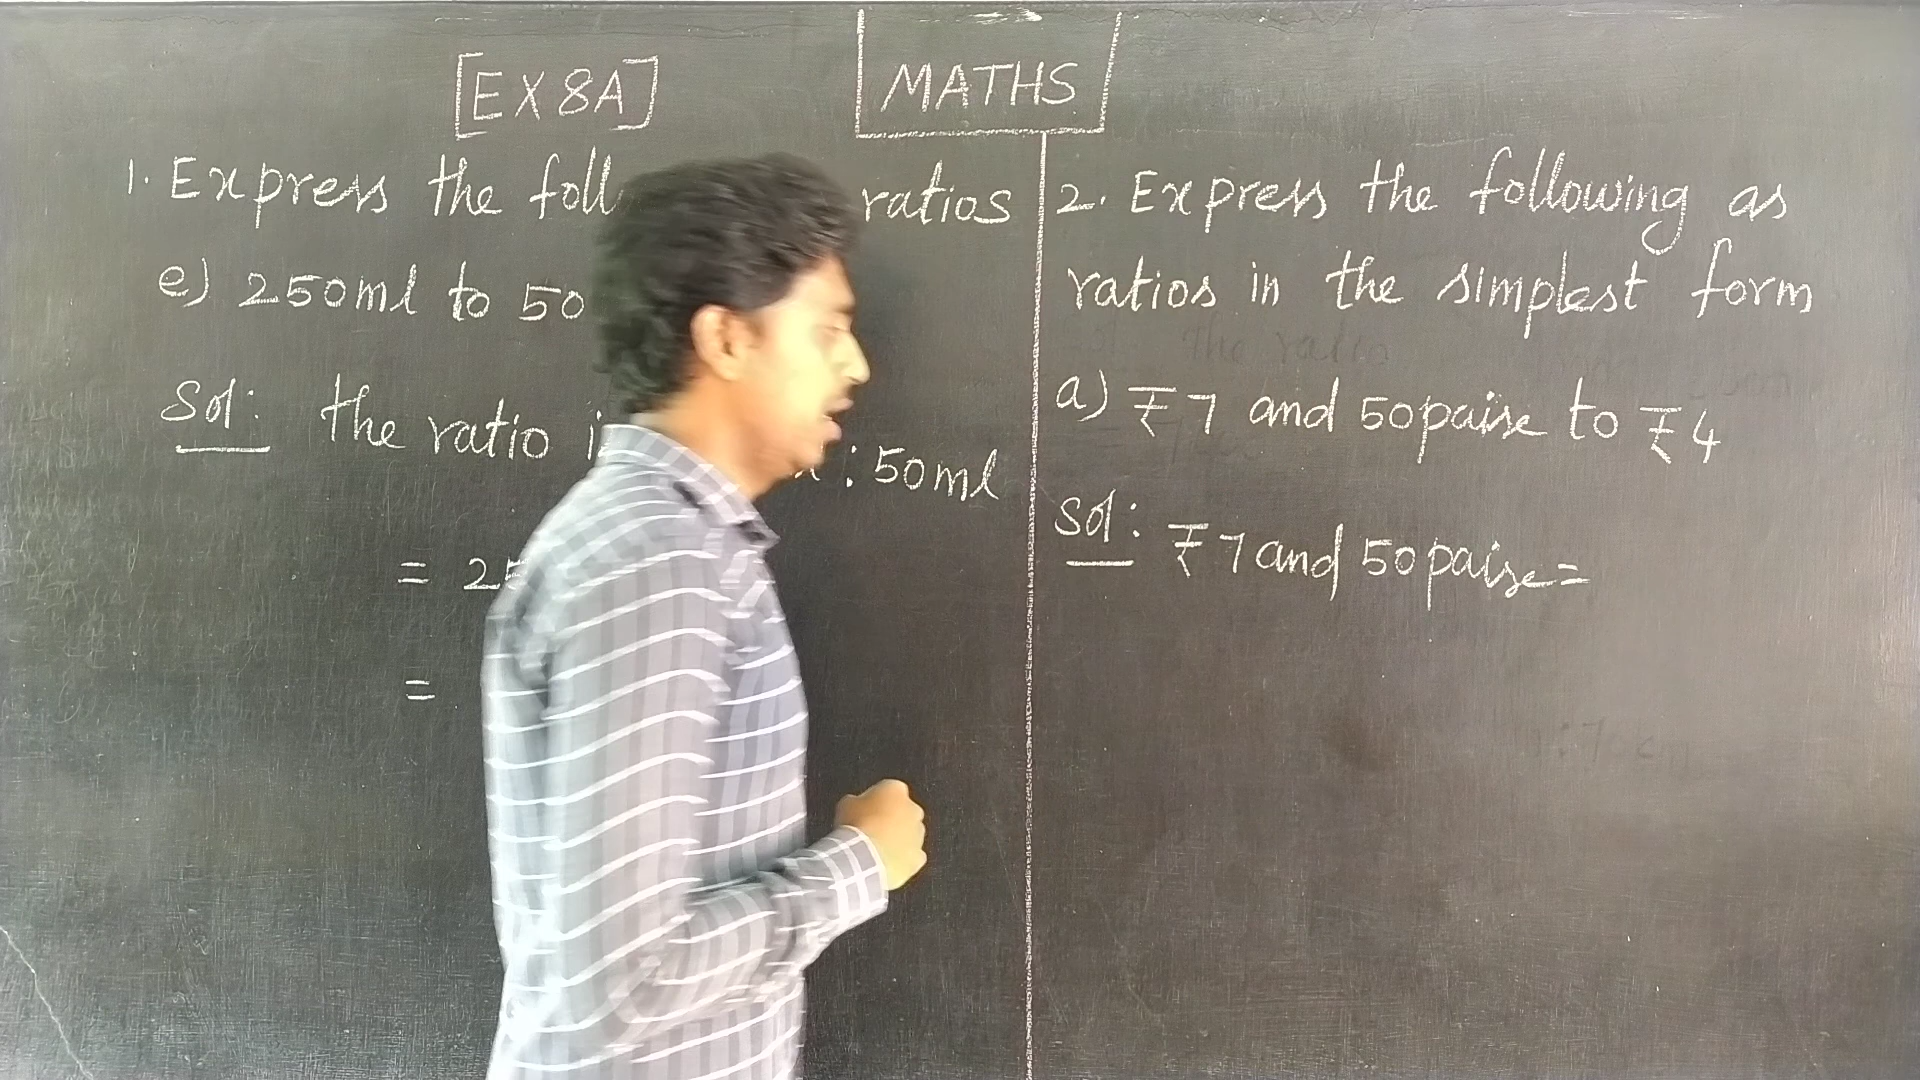 [EX 8A]
MATHS
1. Express the foll ratios
e) 250ml to 50
Sol: the ratio : 50ml
= 25
=
2. Express the following as
ratios in the simplest form
a) ₹7 and 50paise to ₹4
Sol: ₹7 and 50paise =